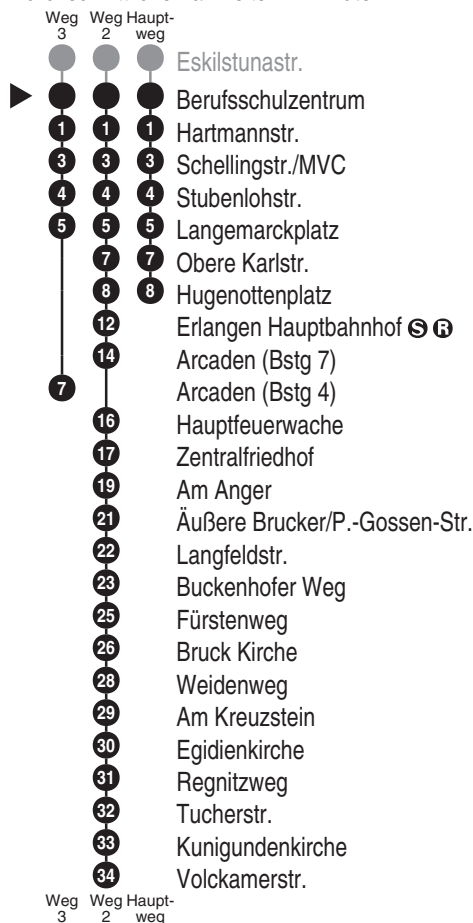 Weg Weg Haupt-
3 2 weg
Eskilstunastr.
Berufsschulzentrum
1 1 1 Hartmannstr.
3 3 3 Schellingstr./MVC
4 4 4 Stubenlohstr.
5 5 5 Langemarckplatz
7 7 Obere Karlstr.
8 8 Hugenottenplatz
12 Erlangen Hauptbahnhof S R
14 Arcaden (Bstg 7)
7 Arcaden (Bstg 4)
16 Hauptfeuerwache
17 Zentralfriedhof
19 Am Anger
21 Äußere Brucker/P.-Gossen-Str.
22 Langfeldstr.
23 Buckenhofer Weg
25 Fürstenweg
26 Bruck Kirche
28 Weidenweg
29 Am Kreuzstein
30 Egidienkirche
31 Regnitzweg
32 Tucherstr.
33 Kunigundenkirche
34 Volckamerstr.
Weg Weg Haupt-
3 2 weg